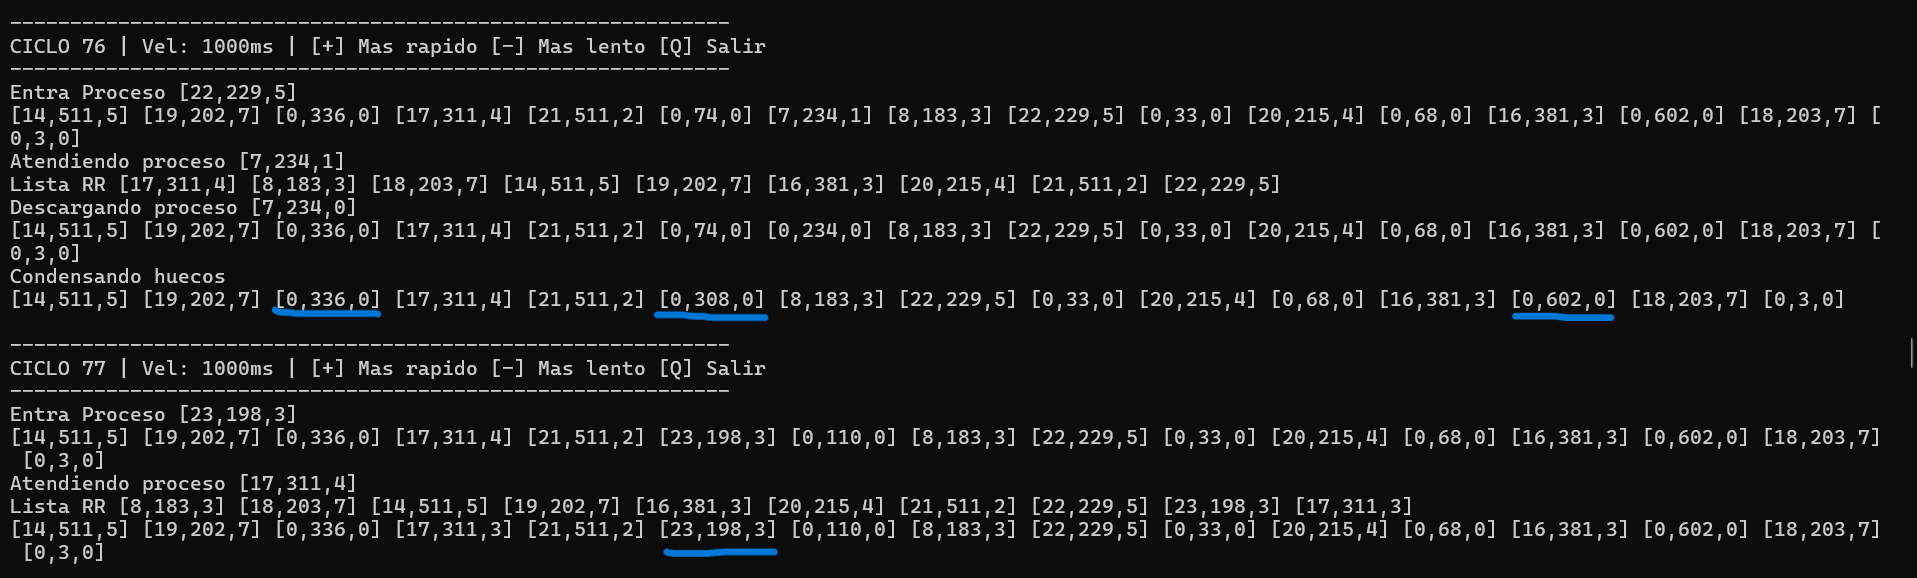 ------------------------------------------------------------
CICLO 76 | Vel: 1000ms | [+] Mas rapido [-] Mas lento [Q] Salir
------------------------------------------------------------
Entra Proceso [22,229,5]
[14,511,5] [19,202,7] [0,336,0] [17,311,4] [21,511,2] [0,74,0] [7,234,1] [8,183,3] [22,229,5] [0,33,0] [20,215,4] [0,68,0] [16,381,3] [0,602,0] [18,203,7] [
0,3,0]
Atendiendo proceso [7,234,1]
Lista RR [17,311,4] [8,183,3] [18,203,7] [14,511,5] [19,202,7] [16,381,3] [20,215,4] [21,511,2] [22,229,5]
Descargando proceso [7,234,0]
[14,511,5] [19,202,7] [0,336,0] [17,311,4] [21,511,2] [0,74,0] [0,234,0] [8,183,3] [22,229,5] [0,33,0] [20,215,4] [0,68,0] [16,381,3] [0,602,0] [18,203,7] [
0,3,0]
Condensando huecos
[14,511,5] [19,202,7] [0,336,0] [17,311,4] [21,511,2] [0,308,0] [8,183,3] [22,229,5] [0,33,0] [20,215,4] [0,68,0] [16,381,3] [0,602,0] [18,203,7] [0,3,0]
------------------------------------------------------------
CICLO 77 | Vel: 1000ms | [+] Mas rapido [-] Mas lento [Q] Salir
------------------------------------------------------------
Entra Proceso [23,198,3]
[14,511,5] [19,202,7] [0,336,0] [17,311,4] [21,511,2] [23,198,3] [0,110,0] [8,183,3] [22,229,5] [0,33,0] [20,215,4] [0,68,0] [16,381,3] [0,602,0] [18,203,7]
[0,3,0]
Atendiendo proceso [17,311,4]
Lista RR [8,183,3] [18,203,7] [14,511,5] [19,202,7] [16,381,3] [20,215,4] [21,511,2] [22,229,5] [23,198,3] [17,311,3]
[14,511,5] [19,202,7] [0,336,0] [17,311,3] [21,511,2] [23,198,3] [0,110,0] [8,183,3] [22,229,5] [0,33,0] [20,215,4] [0,68,0] [16,381,3] [0,602,0] [18,203,7]
[0,3,0]